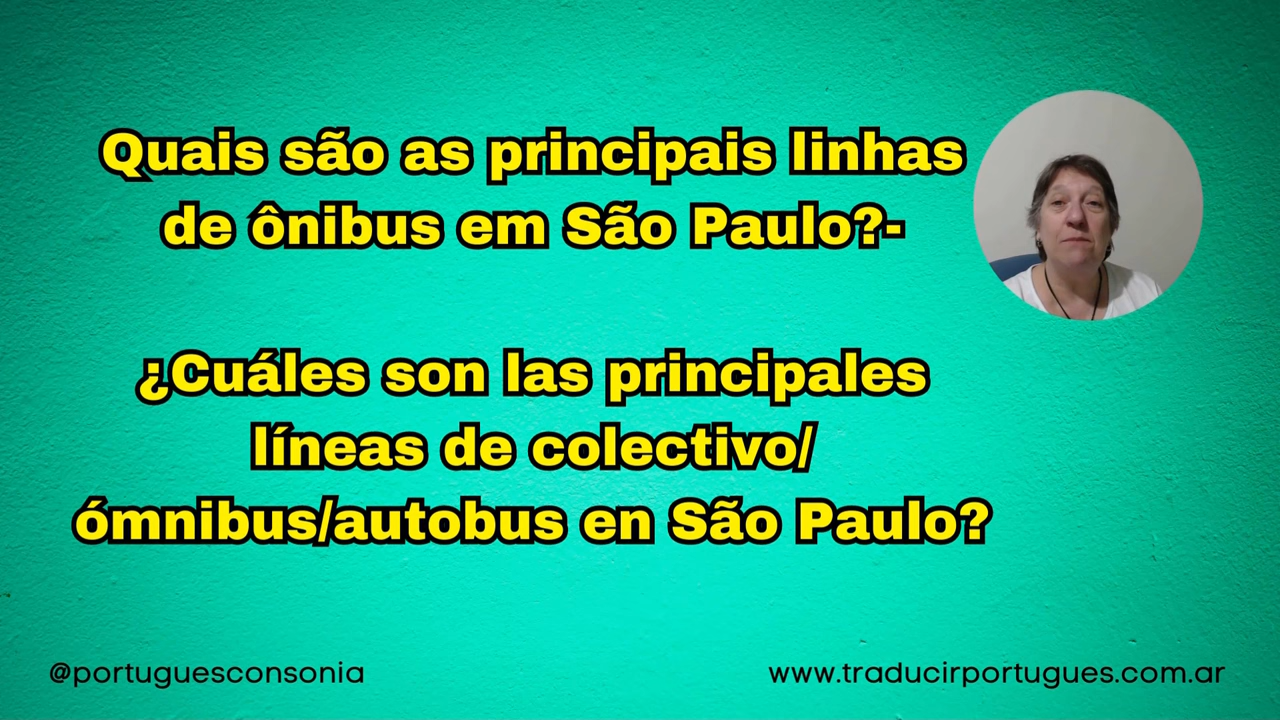 Quais são as principais linhas
de ônibus em São Paulo?-
¿Cuáles son las principales
líneas de colectivo/
ómnibus/autobus en São Paulo?
@portuguesconsonia
www.traducirportugues.com.ar